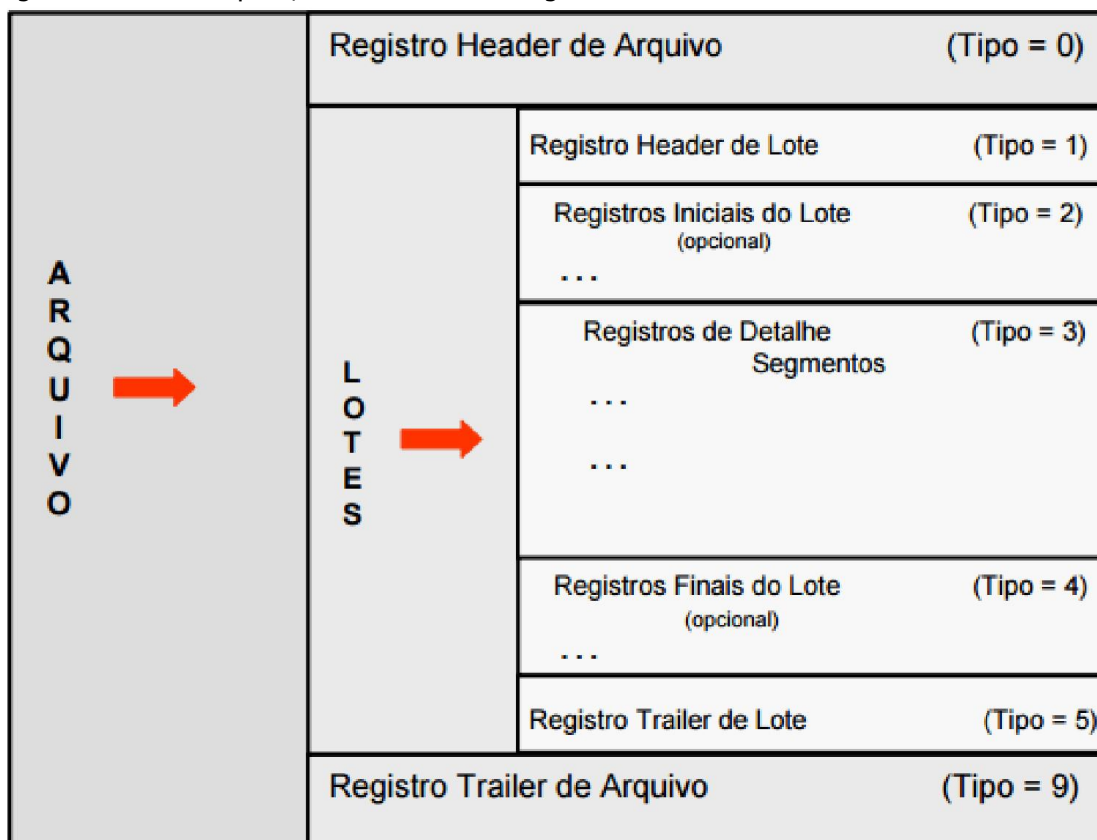 Registro Header de Arquivo (Tipo = 0)
Registro Header de Lote (Tipo = 1)
Registros Iniciais do Lote (Tipo = 2)
(opcional)
...
ARQUIVO
LOTES
Registros de Detalhe (Tipo = 3)
Segmentos
...
...
Registros Finais do Lote (Tipo = 4)
(opcional)
...
Registro Trailer de Lote (Tipo = 5)
Registro Trailer de Arquivo (Tipo = 9)